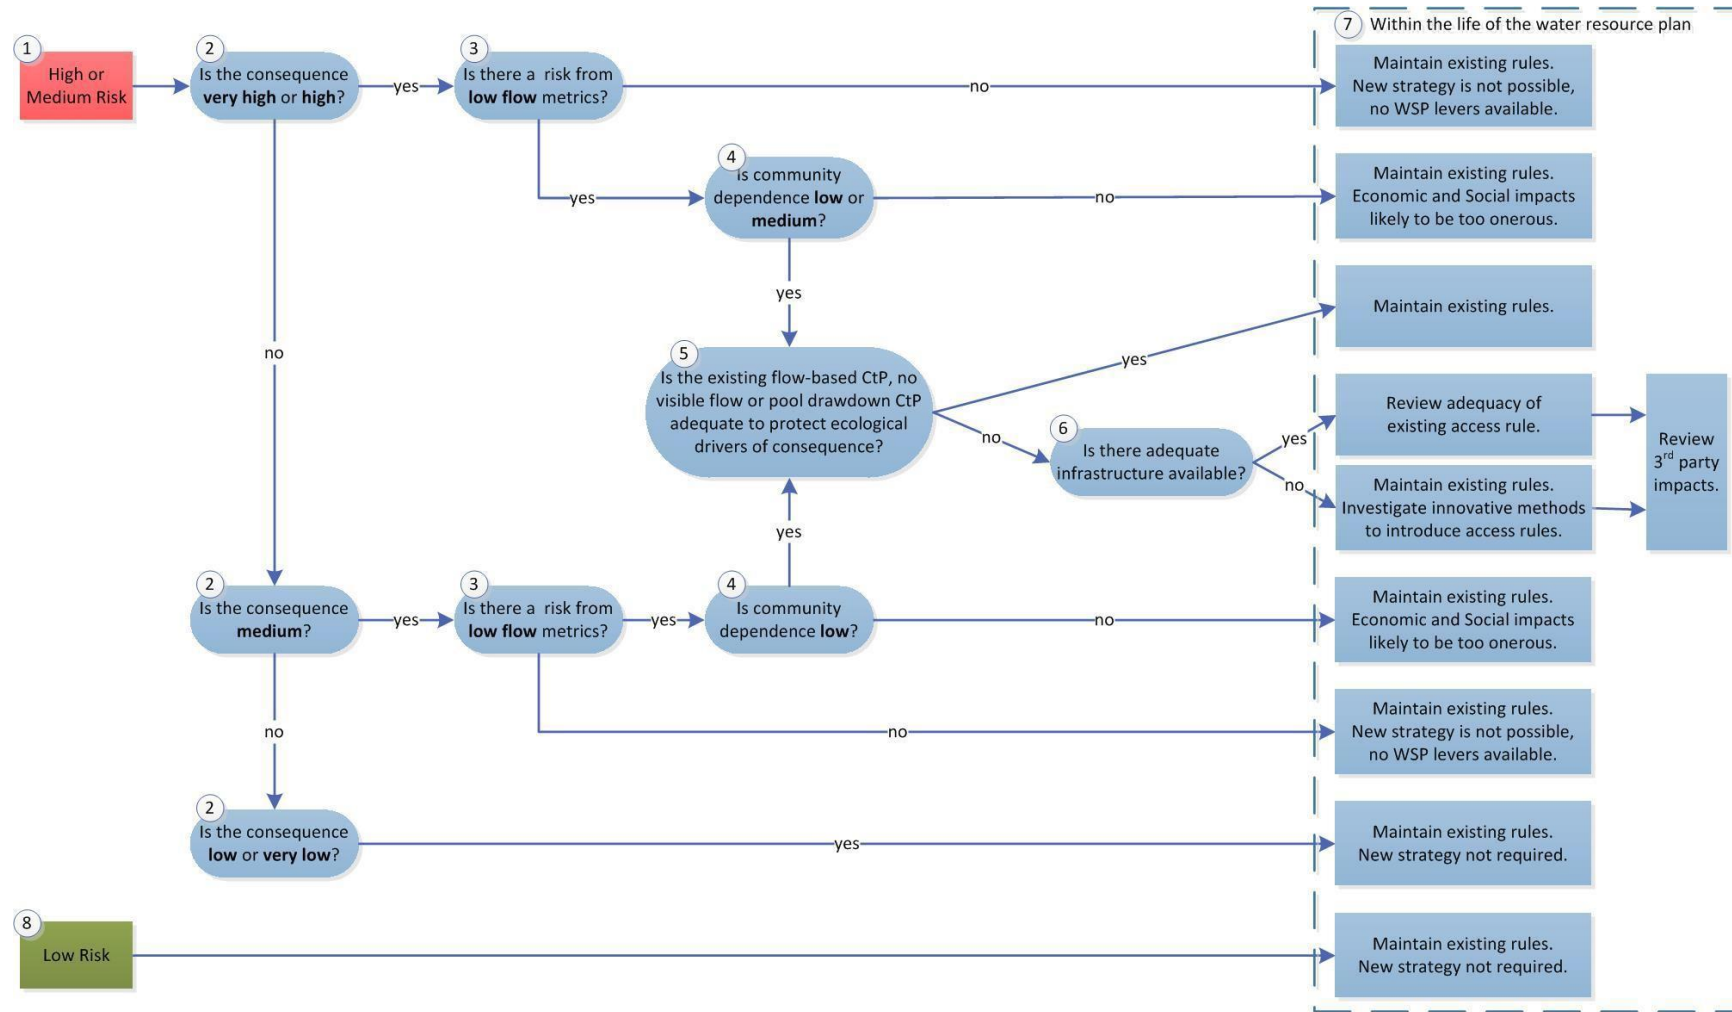 7 Within the life of the water resource plan
1
High or
Medium Risk
2
Is the consequence
very high or high?
yes
3
Is there a risk from
low flow metrics?
no
Maintain existing rules.
New strategy is not possible,
no WSP levers available.
yes
4
Is community
dependence low or
medium?
no
Maintain existing rules.
Economic and Social impacts
likely to be too onerous.
yes
no
5
Is the existing flow-based CtP, no
visible flow or pool drawdown CtP
adequate to protect ecological
drivers of consequence?
yes
Maintain existing rules.
no
6
Is there adequate
infrastructure available?
yes
Review adequacy of
existing access rule.
no
Maintain existing rules.
Investigate innovative methods
to introduce access rules.
Review
3rd party
impacts.
yes
2
Is the consequence
medium?
yes
3
Is there a risk from
low flow metrics?
yes
4
Is community
dependence low?
no
Maintain existing rules.
Economic and Social impacts
likely to be too onerous.
no
no
Maintain existing rules.
New strategy is not possible,
no WSP levers available.
2
Is the consequence
low or very low?
yes
Maintain existing rules.
New strategy not required.
8
Low Risk
Maintain existing rules.
New strategy not required.